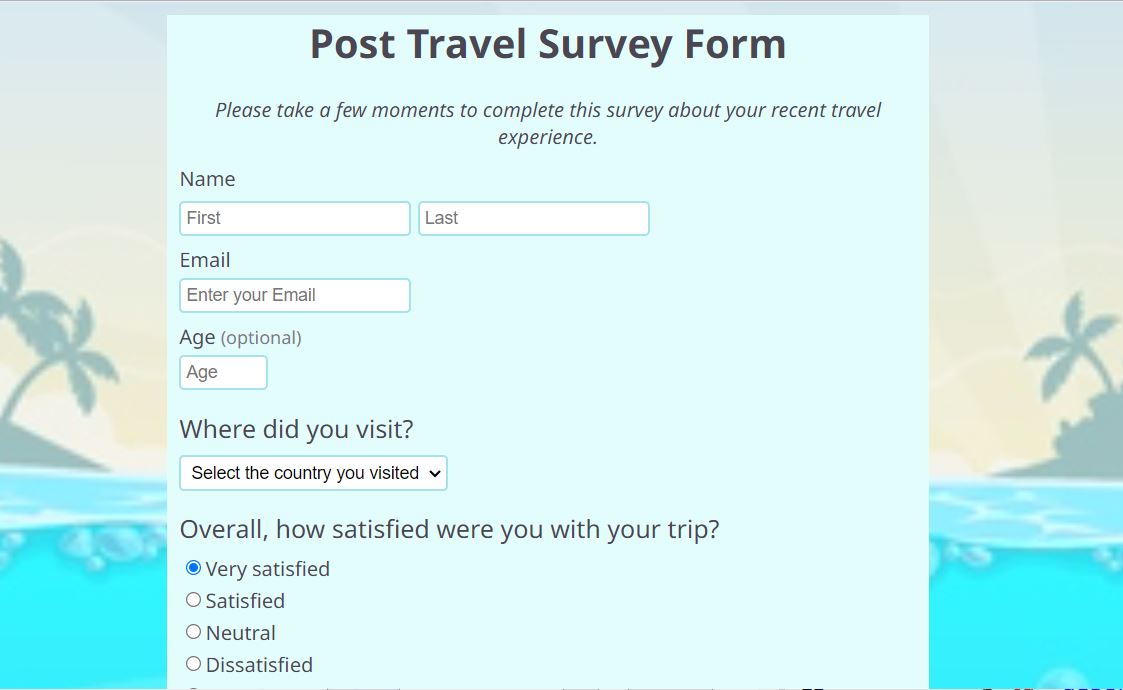 Post Travel Survey Form
Please take a few moments to complete this survey about your recent travel
experience.
Name
First Last
Email
Enter your Email
Age (optional)
Age
Where did you visit?
Select the country you visited
Overall, how satisfied were you with your trip?
Very satisfied
Satisfied
Neutral
Dissatisfied